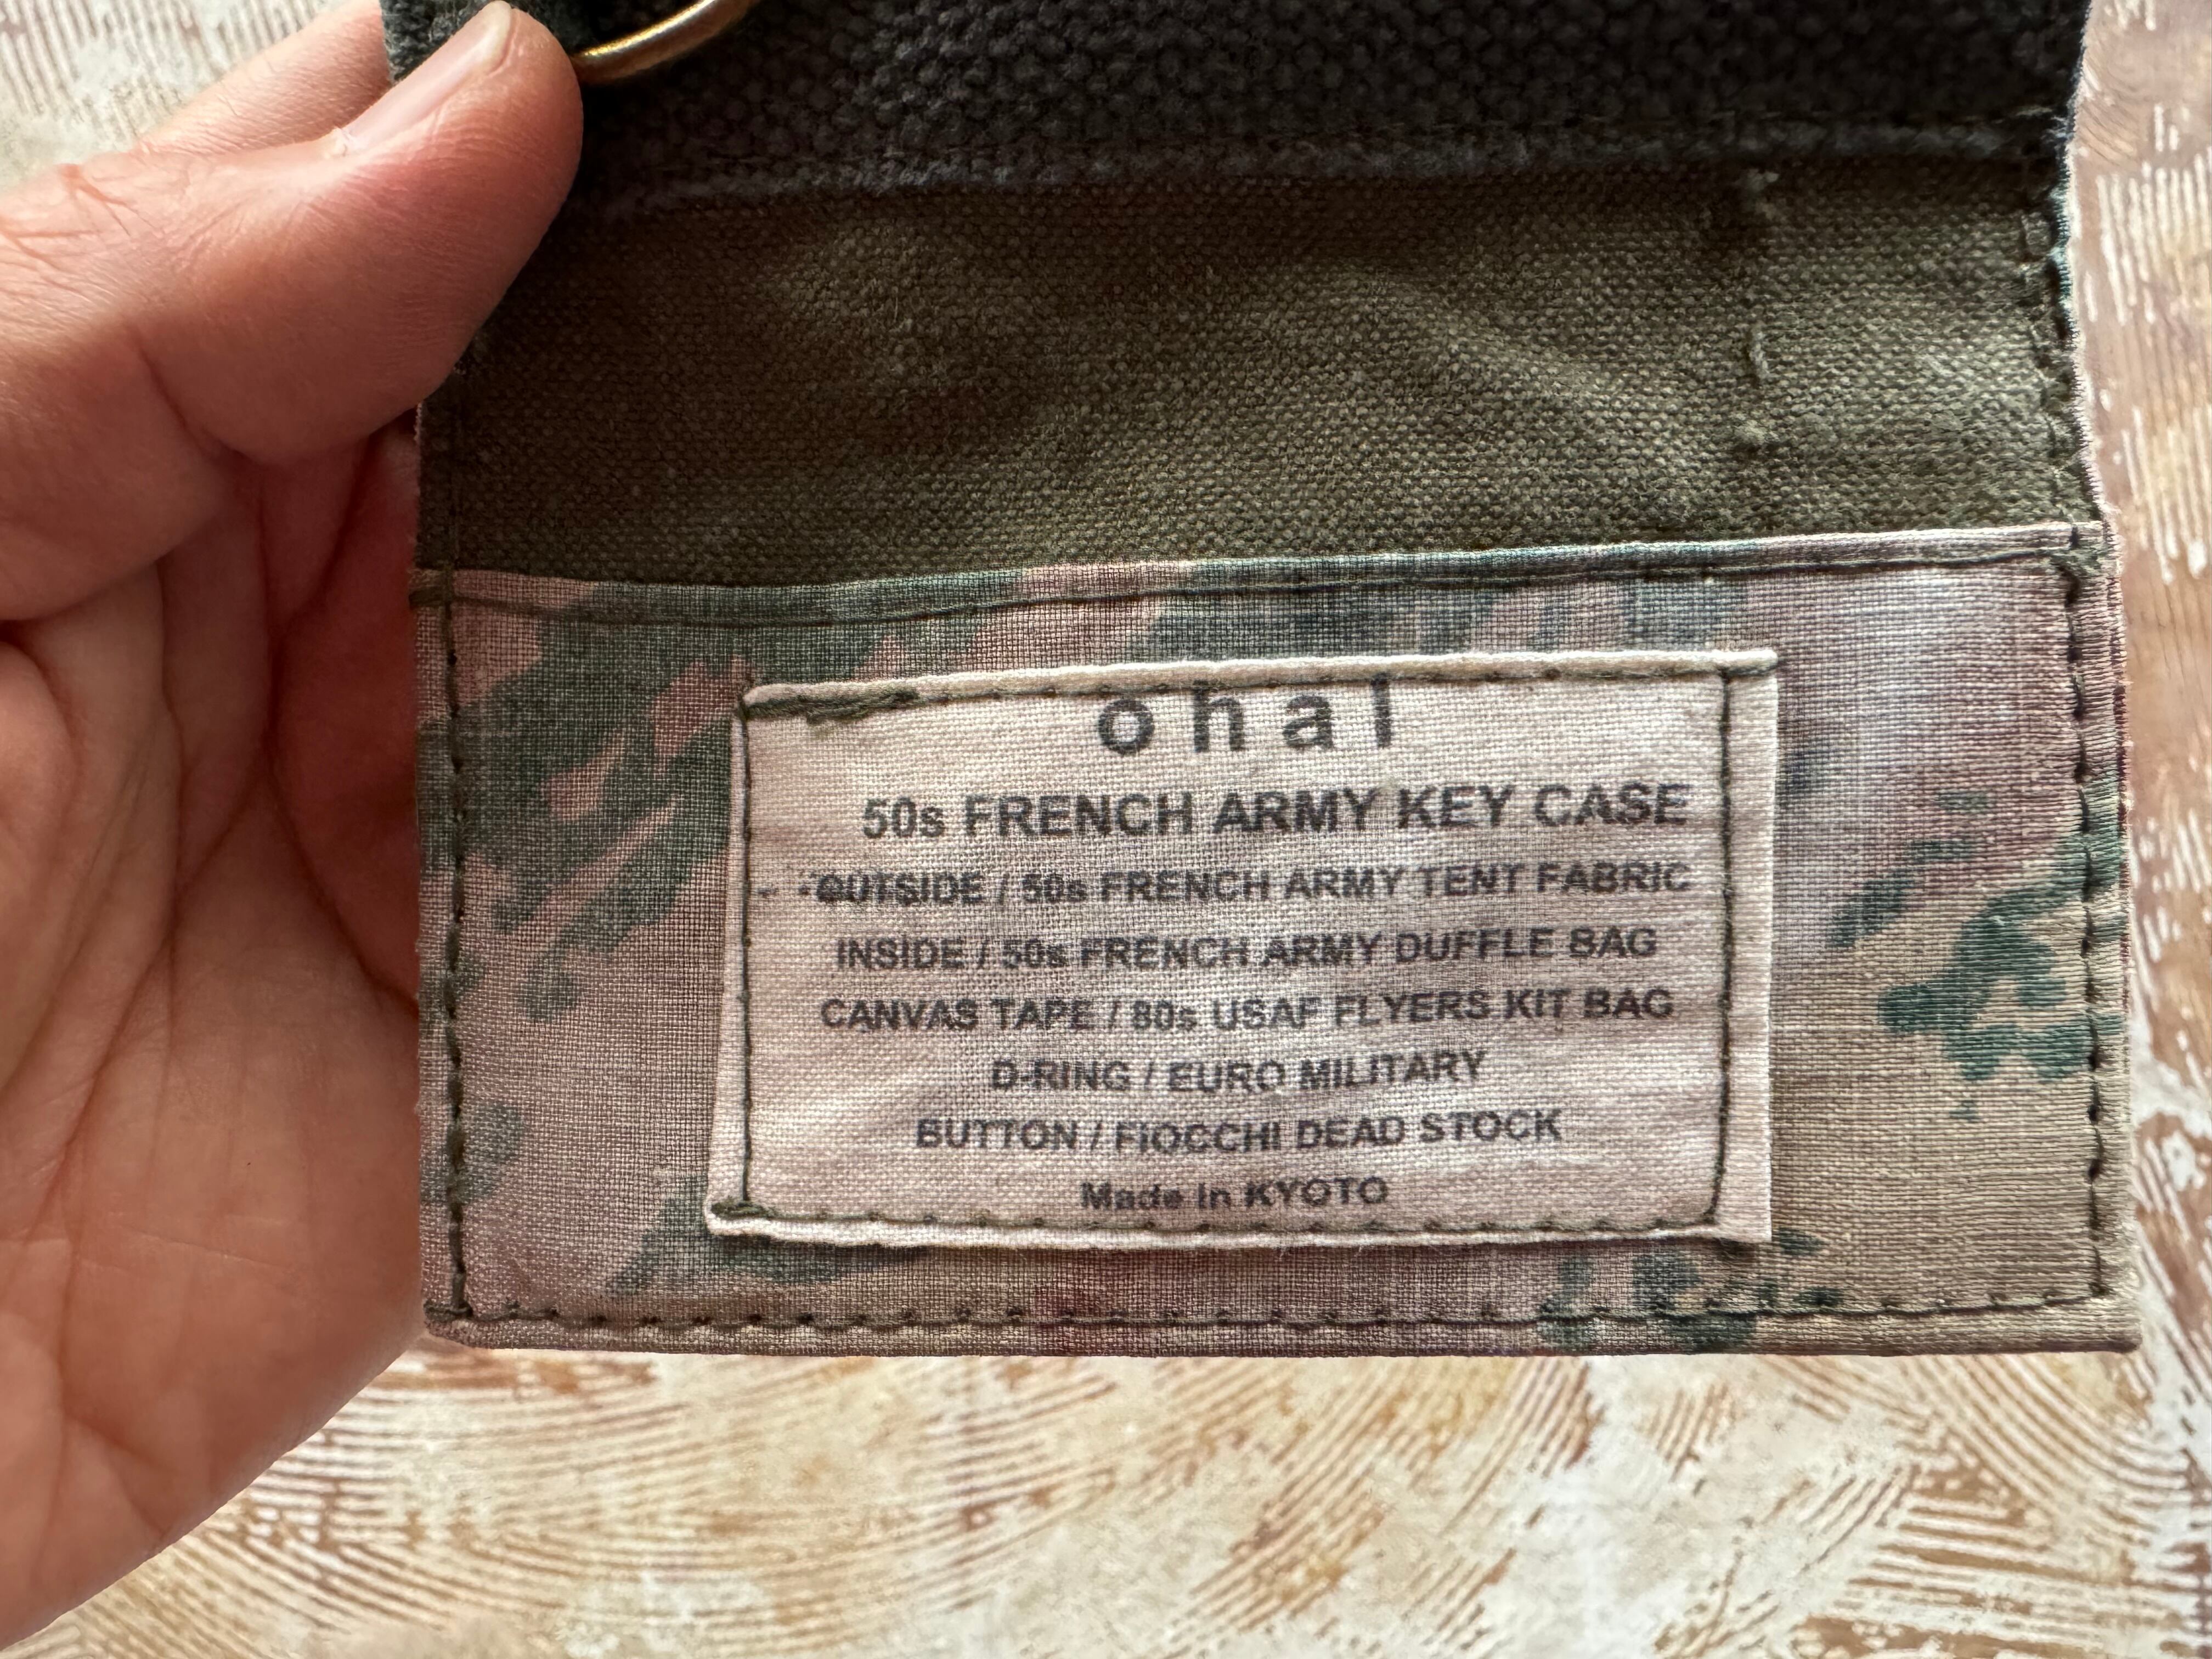 ohal
50s FRENCH ARMY KEY CASE
OUTSIDE / 50s FRENCH ARMY TENT FABRIC
INSIDE / 50s FRENCH ARMY DUFFLE BAG
CANVAS TAPE / 80s USAF FLYERS KIT BAG
D-RING / EURO MILITARY
BUTTON / FIOCCHI DEAD STOCK
Made in KYOTO